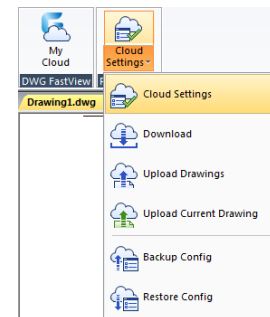 My
Cloud
Cloud
Settings
DWG FastView
Drawing1.dwg
Cloud Settings
Download
Upload Drawings
Upload Current Drawing
Backup Config
Restore Config